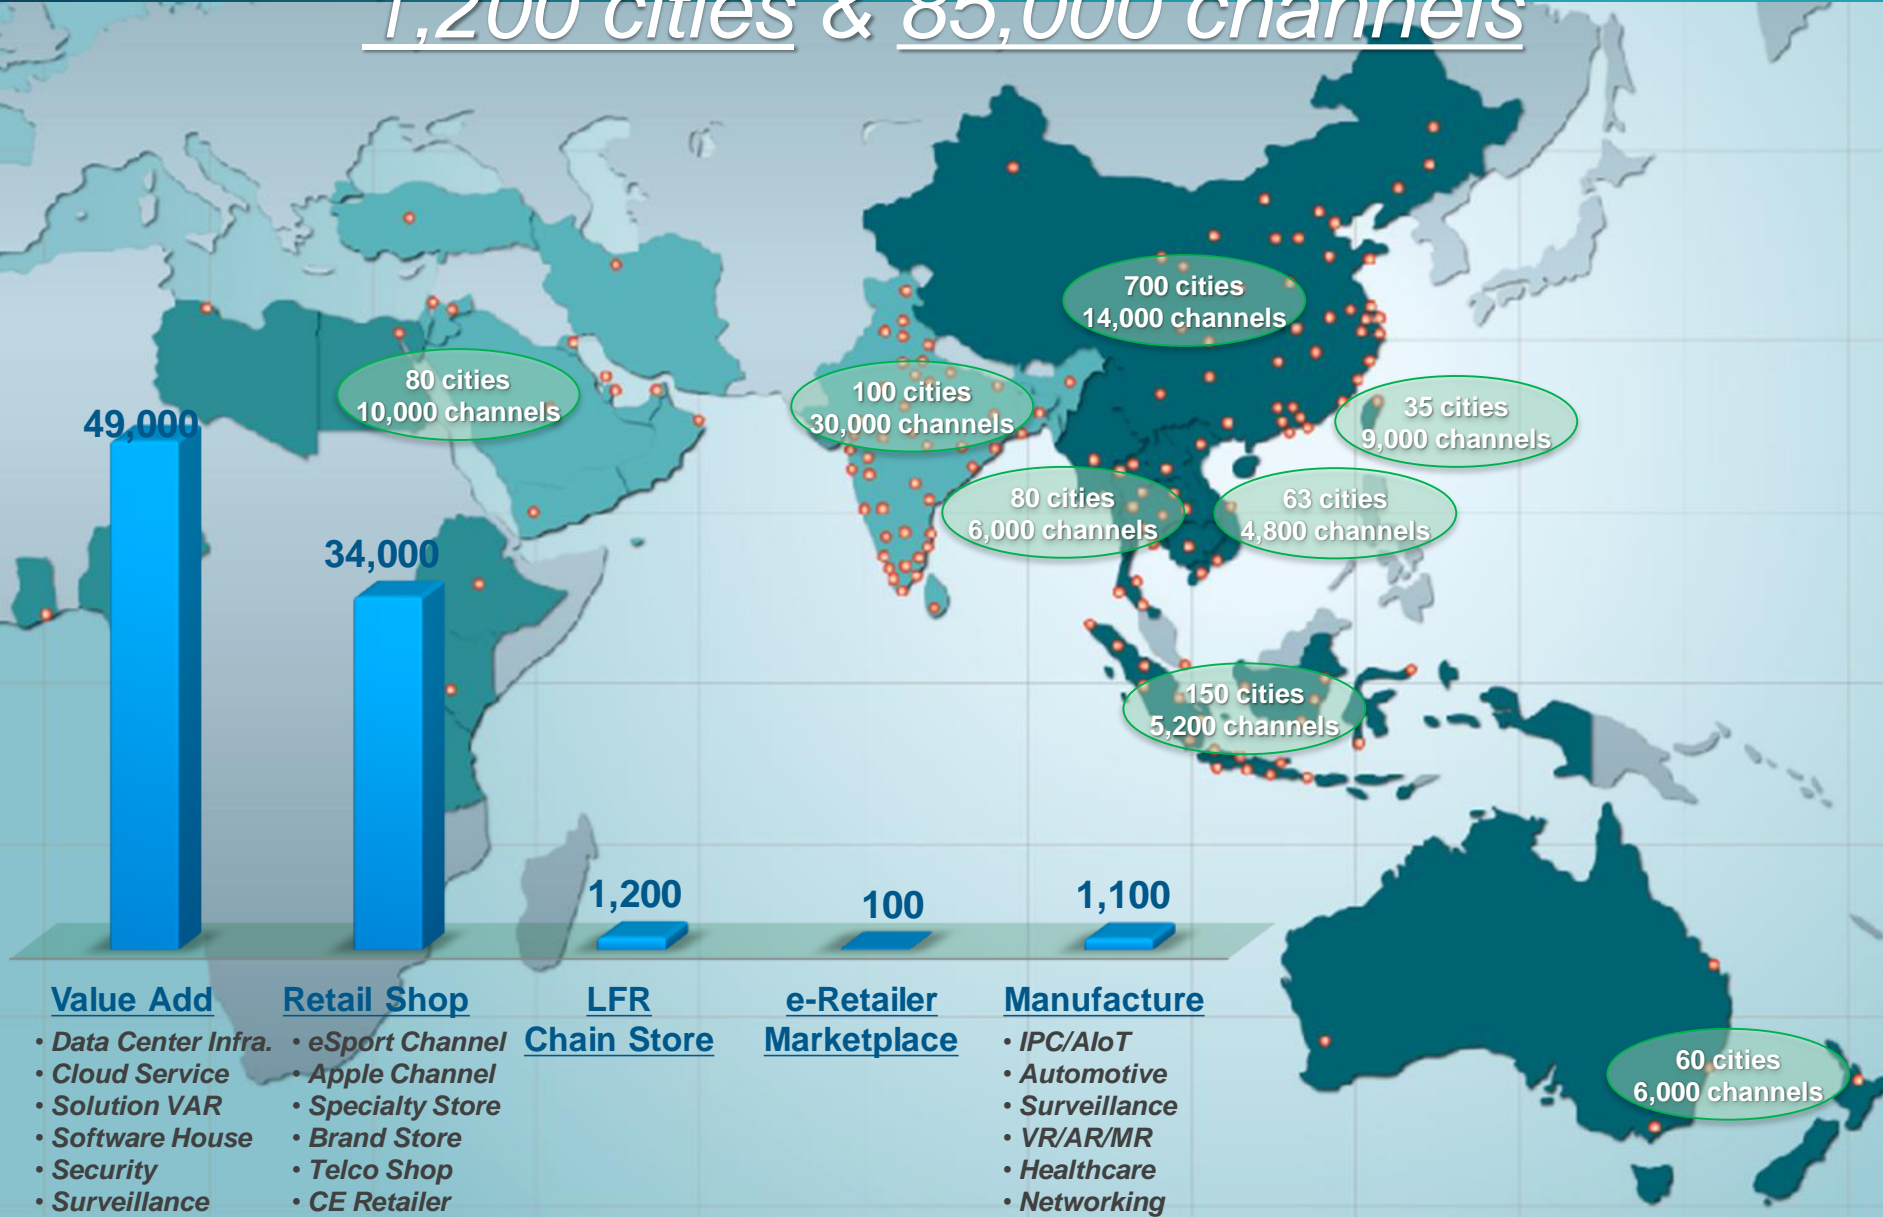 1,200 cities & 85,000 channels
700 cities
14,000 channels
80 cities
10,000 channels
100 cities
30,000 channels
35 cities
9,000 channels
80 cities
6,000 channels
63 cities
4,800 channels
150 cities
5,200 channels
60 cities
6,000 channels
49,000
34,000
1,200
100
1,100
Value Add
• Data Center Infra.
• Cloud Service
• Solution VAR
• Software House
• Security
• Surveillance
Retail Shop
• eSport Channel
• Apple Channel
• Specialty Store
• Brand Store
• Telco Shop
• CE Retailer
LFR
Chain Store
e-Retailer
Marketplace
Manufacture
• IPC/AIoT
• Automotive
• Surveillance
• VR/AR/MR
• Healthcare
• Networking